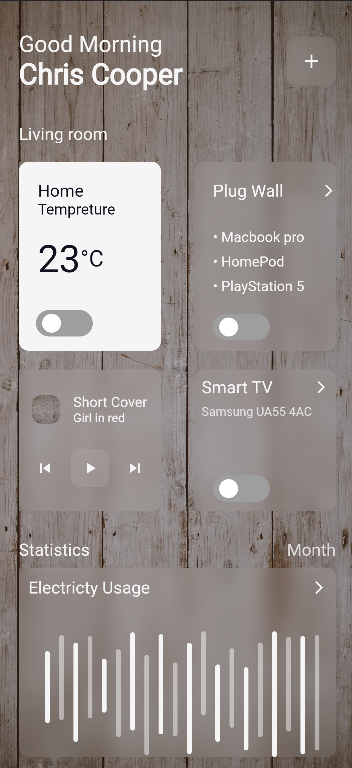 Good Morning
Chris Cooper
+
Living room
Home
Tempreture
23°C
Plug Wall
• Macbook pro
• HomePod
• PlayStation 5
Short Cover
Girl in red
Smart TV
Samsung UA55 4AC
Statistics
Month
Electricty Usage